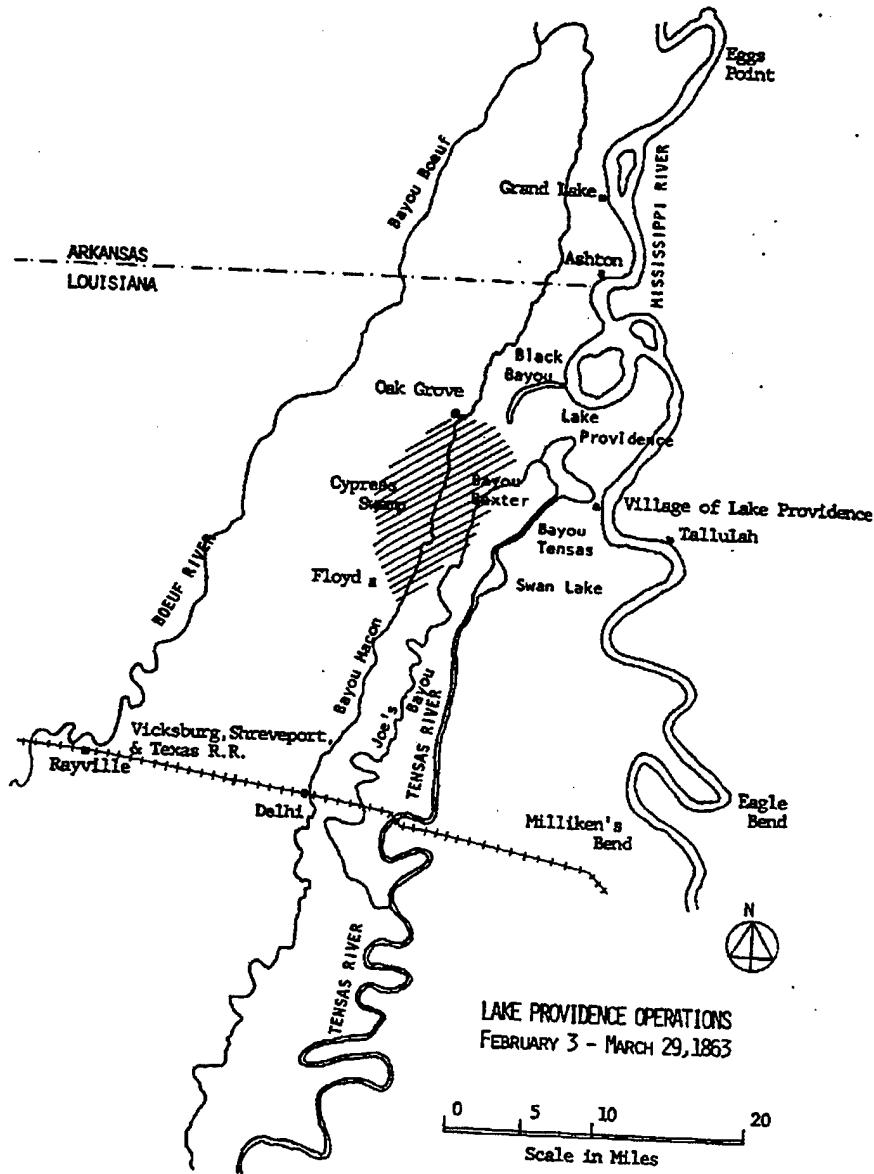 Eggs
Point
Bayou Boeuf
Grand Lake
MISSISSIPPI RIVER
ARKANSAS
LOUISIANA
Ashton
Black
Bayou
Oak Grove
Lake
Providence
Cypress
Swamp
Bayou
Baxter
Village of Lake Providence
Bayou
Tensas
Tallulah
BOEUF RIVER
Floyd
Swan Lake
Bayou Macon
Joe's
Bayou
TENSAS RIVER
Vicksburg, Shreveport,
& Texas R.R.
Rayville
Delhi
Milliken's
Bend
Eagle
Bend
N
TENSAS RIVER
LAKE PROVIDENCE OPERATIONS
FEBRUARY 3 - MARCH 29, 1863
0 5 10 20
Scale in Miles